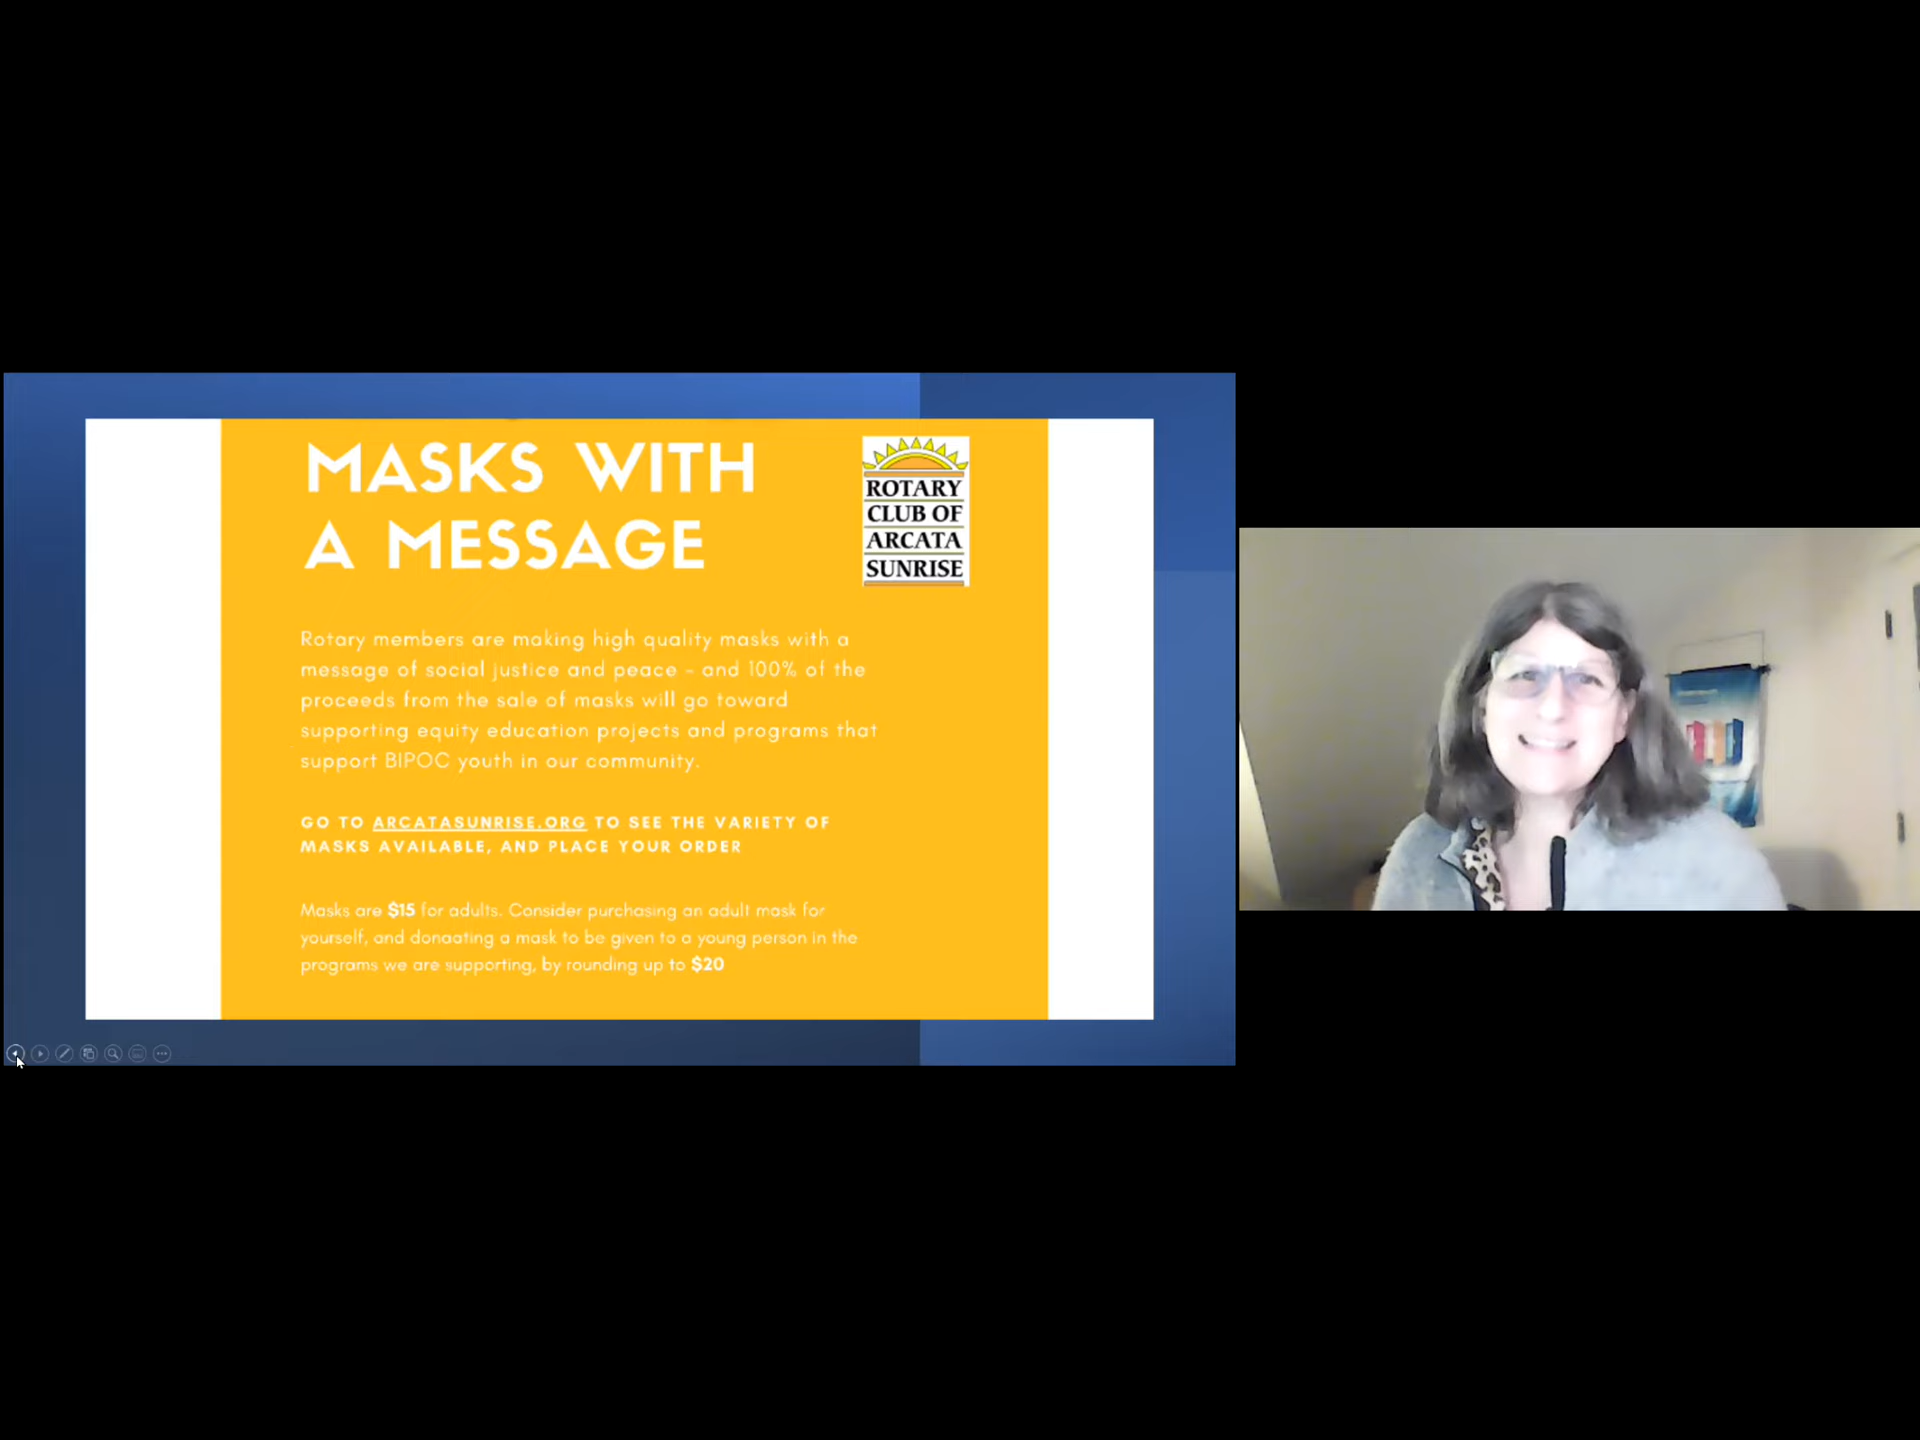 MASKS WITH
A MESSAGE
ROTARY
CLUB OF
ARCATA
SUNRISE
Rotary members are making high quality masks with a
message of social justice and peace - and 100% of the
proceeds from the sale of masks will go toward
supporting equity education projects and programs that
support BIPOC youth in our community.
GO TO ARCATASUNRISE.ORG TO SEE THE VARIETY OF
MASKS AVAILABLE, AND PLACE YOUR ORDER
Masks are $15 for adults. Consider purchasing an adult mask for
yourself, and donaating a mask to be given to a young person in the
programs we are supporting, by rounding up to $20